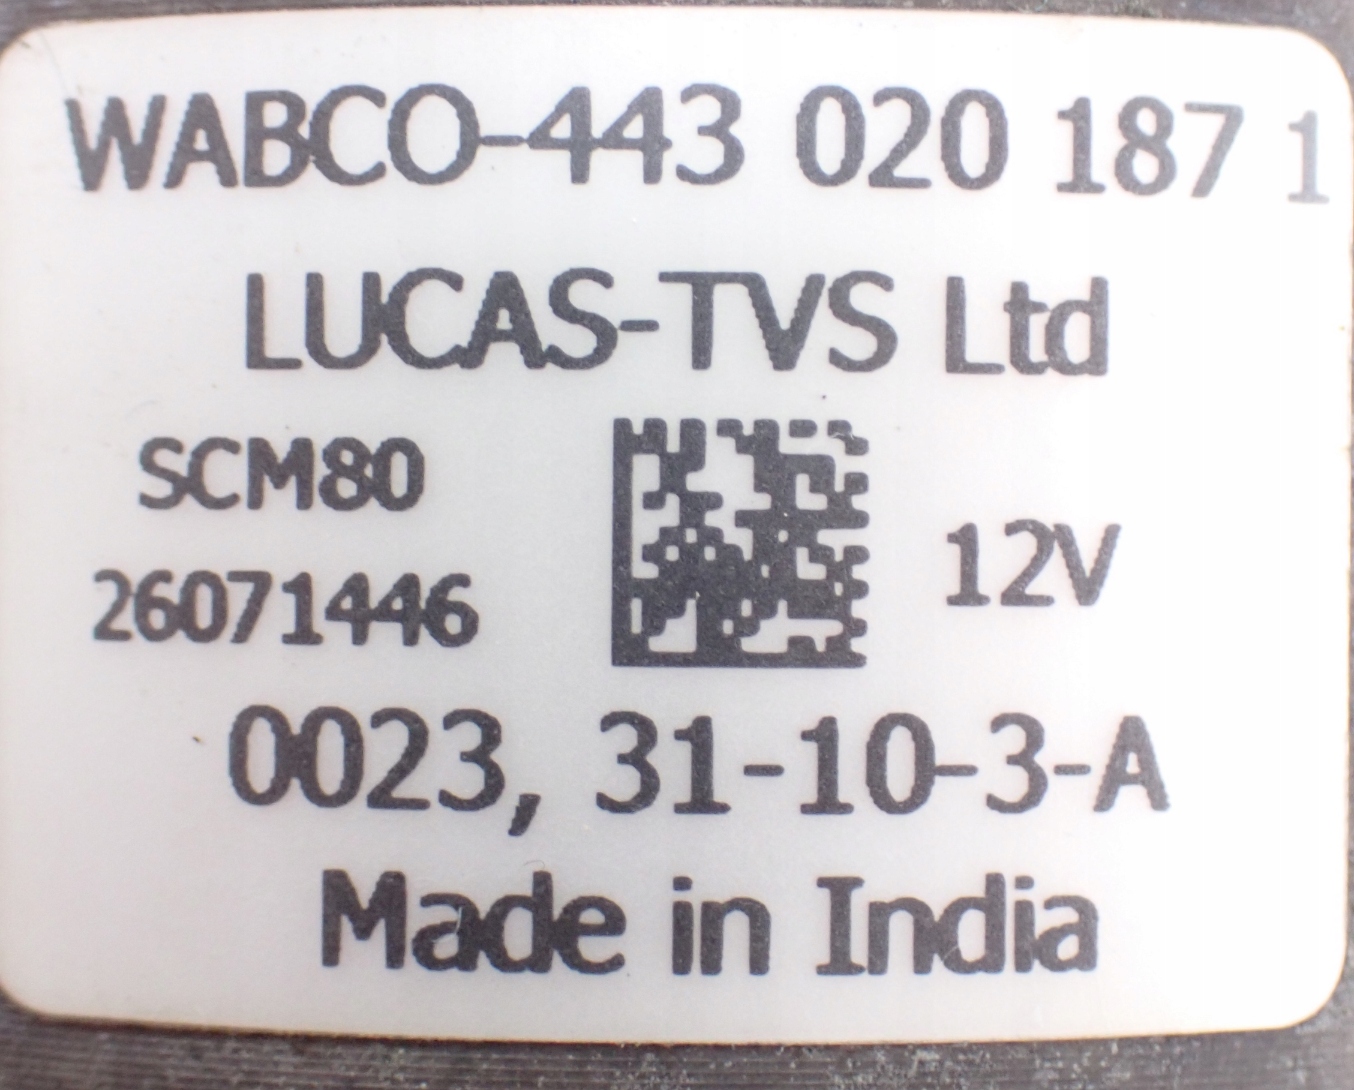 WABCO-443 020 187 1
LUCAS-TVS Ltd
SCM80
26071446
12V
0023, 31-10-3-A
Made in India